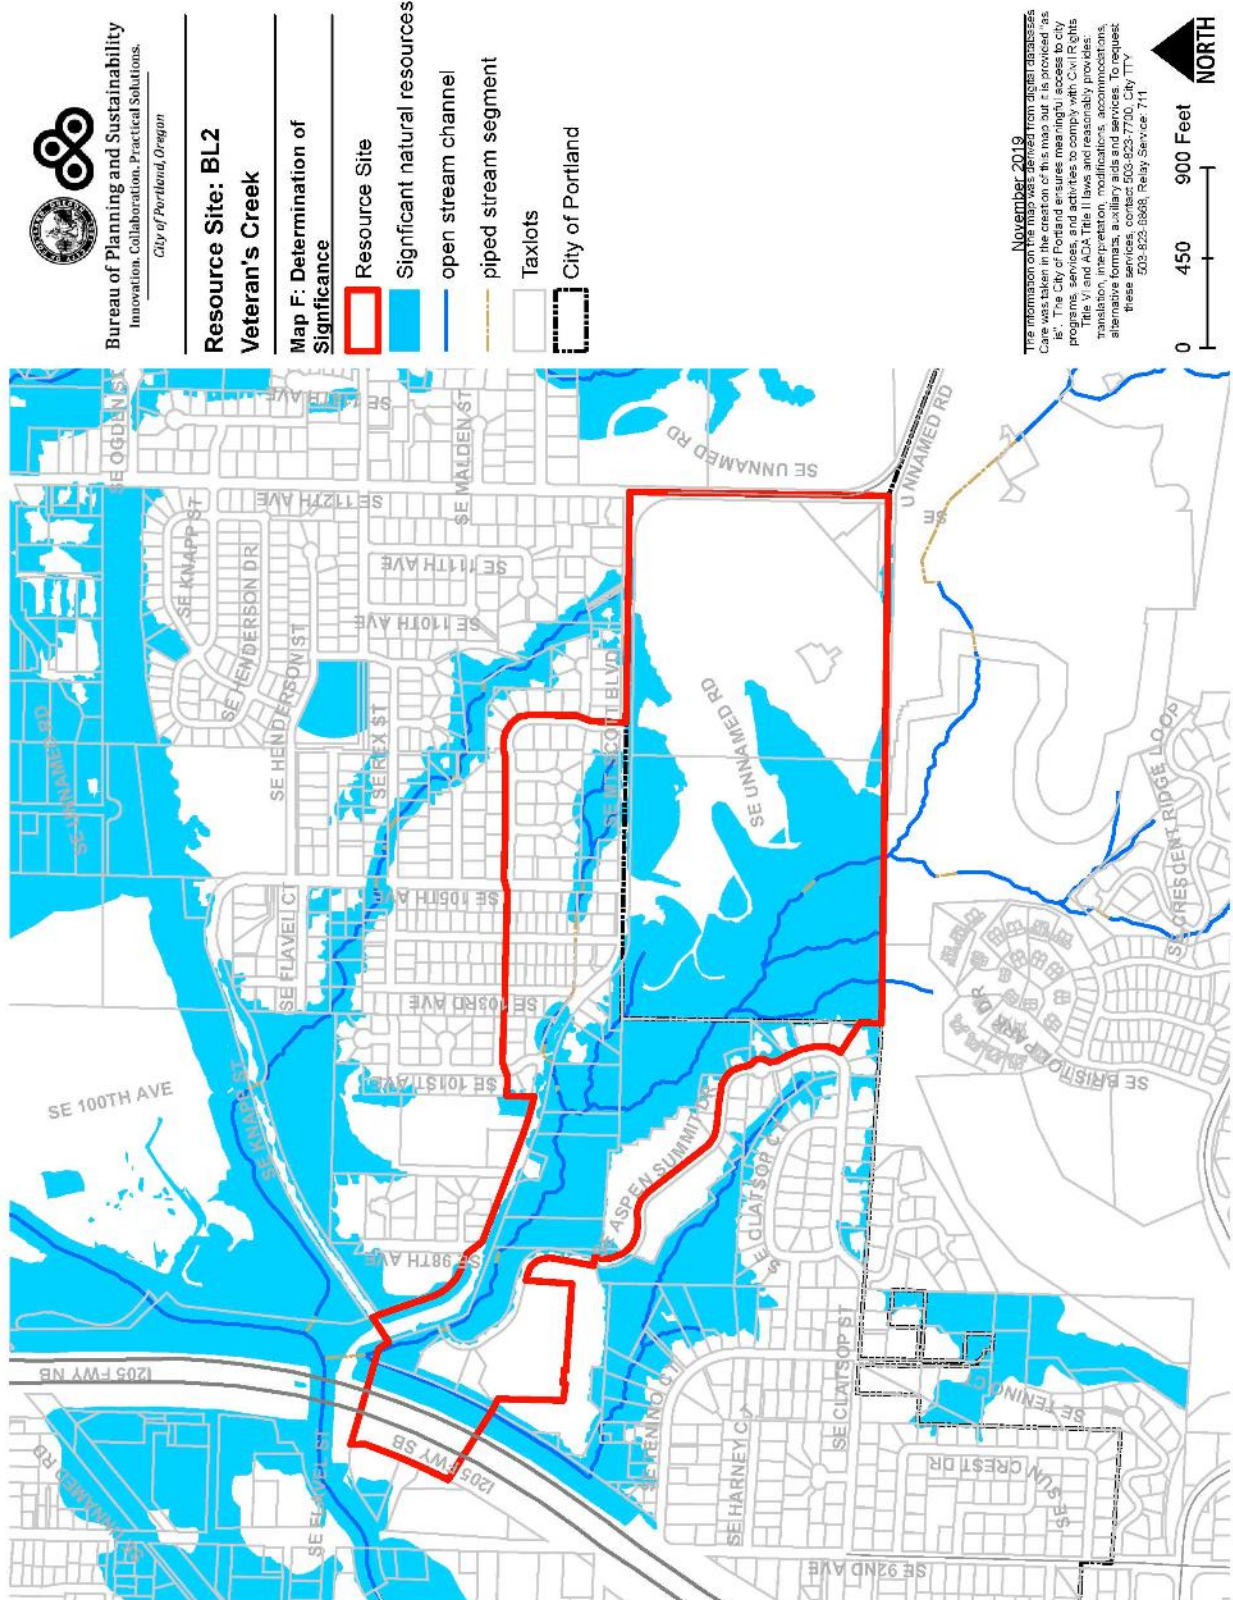 Bureau of Planning and Sustainability
Innovation. Collaboration. Practical Solutions.
City of Portland, Oregon
Resource Site: BL2
Veteran's Creek
Map F: Determination of
Signficance
Resource Site
Signficant natural resources
open stream channel
piped stream segment
Taxlots
City of Portland
November 2019
The information on the map was derived from digital databases
Care was taken in the creation of this map but it is provided "as
is". The City of Portland ensures meaningful access to city
programs, services, and activities to comply with Civil Rights
Title VI and ADA Title II laws and reasonably provides:
translation, interpretation, modifications, accommodations,
alternative formats, auxiliary aids and services. To request
these services, contact 503-823-7700, City TTY
503-823-6868, Relay Service: 711
0 450 900 Feet
NORTH
SE OGDEN ST
SE KNAPP ST
SE HENDERSON DR
SE HENDERSON ST
SE 112TH AVE
SE MALDEN ST
SE 111TH AVE
SE 110TH AVE
SE REX ST
SE UNNAMED RD
SE UNNAMED RD
UNNAMED RD
SE
SE MT SCOTT BLVD
SE UNNAMED RD
SE FLAVEL CT
SE 105TH AVE
SE 103RD AVE
SE 101ST AVE
SE 100TH AVE
SE KNAPP ST
SE 98TH AVE
SE ASPEN SUMMIT DR
SE CLATSOP CT
SE CRESCENT RIDGE LOOP
SE BRISTOL PARK DR
I205 FWY NB
I205 FWY SB
SE FLAVEL ST
SE UNNAMED RD
SE TENINO CT
SE HARNEY CT
SE CLATSOP ST
SE TENINO CT
SE SUN CREST DR
SE 92ND AVE